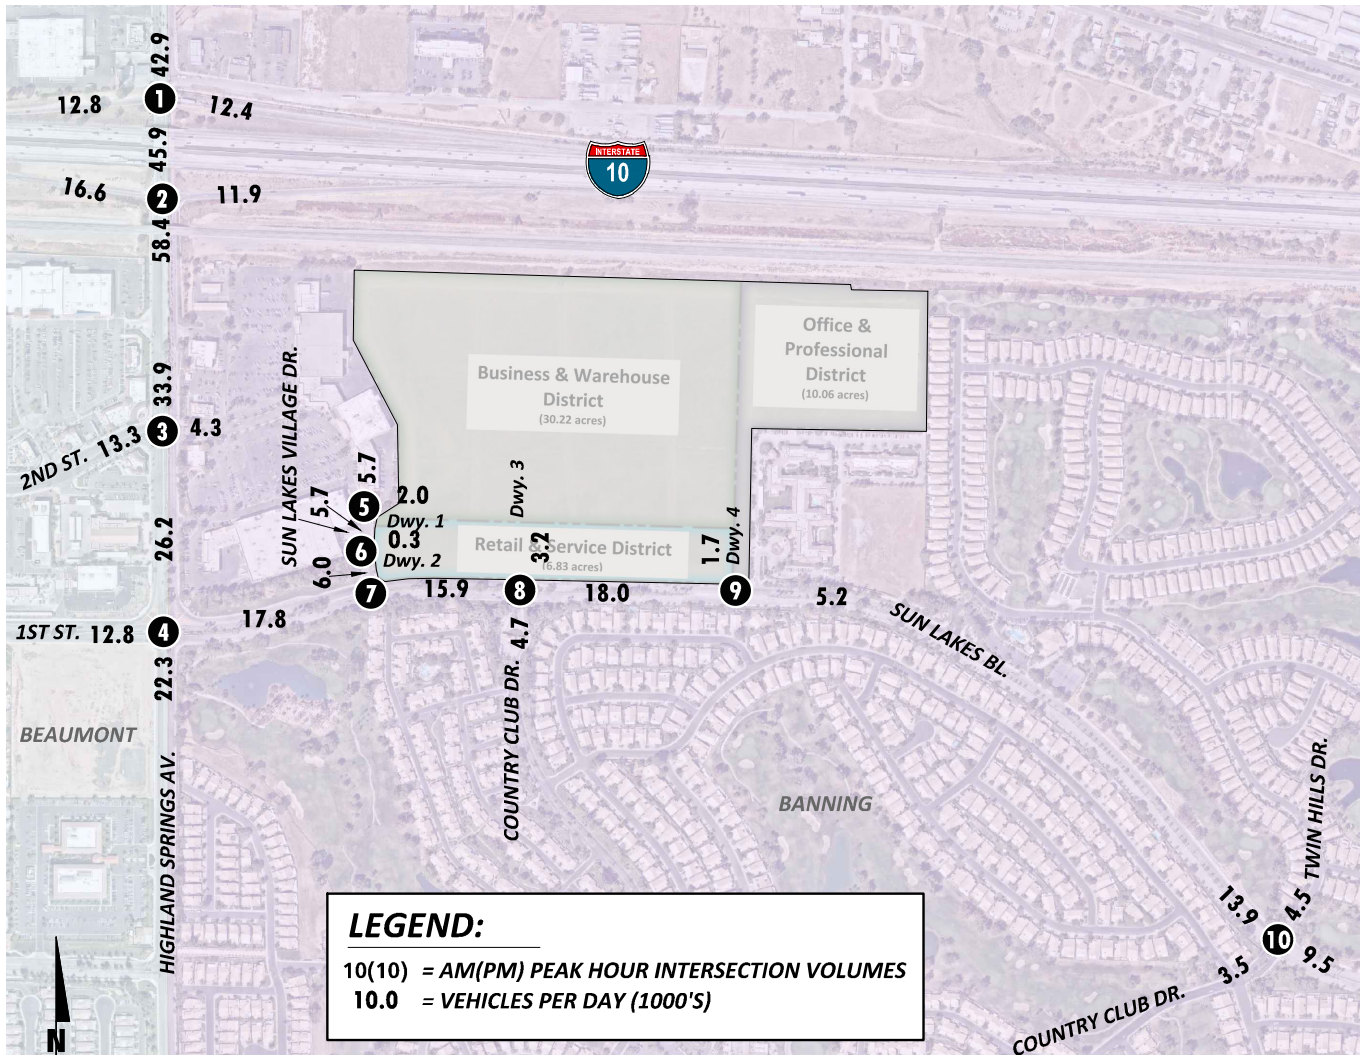 42.9
12.8
1
12.4
45.9
INTERSTATE
10
16.6
2
11.9
58.4
Office &
Professional
District
(10.06 acres)
Business & Warehouse
District
(30.22 acres)
33.9
SUN LAKES VILLAGE DR.
2ND ST.
13.3
3
4.3
5.7
Dwy. 3
5.7
5
2.0
Dwy. 1
26.2
6
0.3
Dwy. 2
Retail & Service District
(6.83 acres)
3.2
1.7
Dwy. 4
6.0
7
15.9
8
18.0
9
5.2
SUN LAKES BL.
17.8
1ST ST.
12.8
4
22.3
4.7
COUNTRY CLUB DR.
BEAUMONT
HIGHLAND SPRINGS AV.
BANNING
TWIN HILLS DR.
4.5
13.9
10
9.5
3.5
COUNTRY CLUB DR.
LEGEND:
10(10) = AM(PM) PEAK HOUR INTERSECTION VOLUMES
10.0 = VEHICLES PER DAY (1000'S)
N